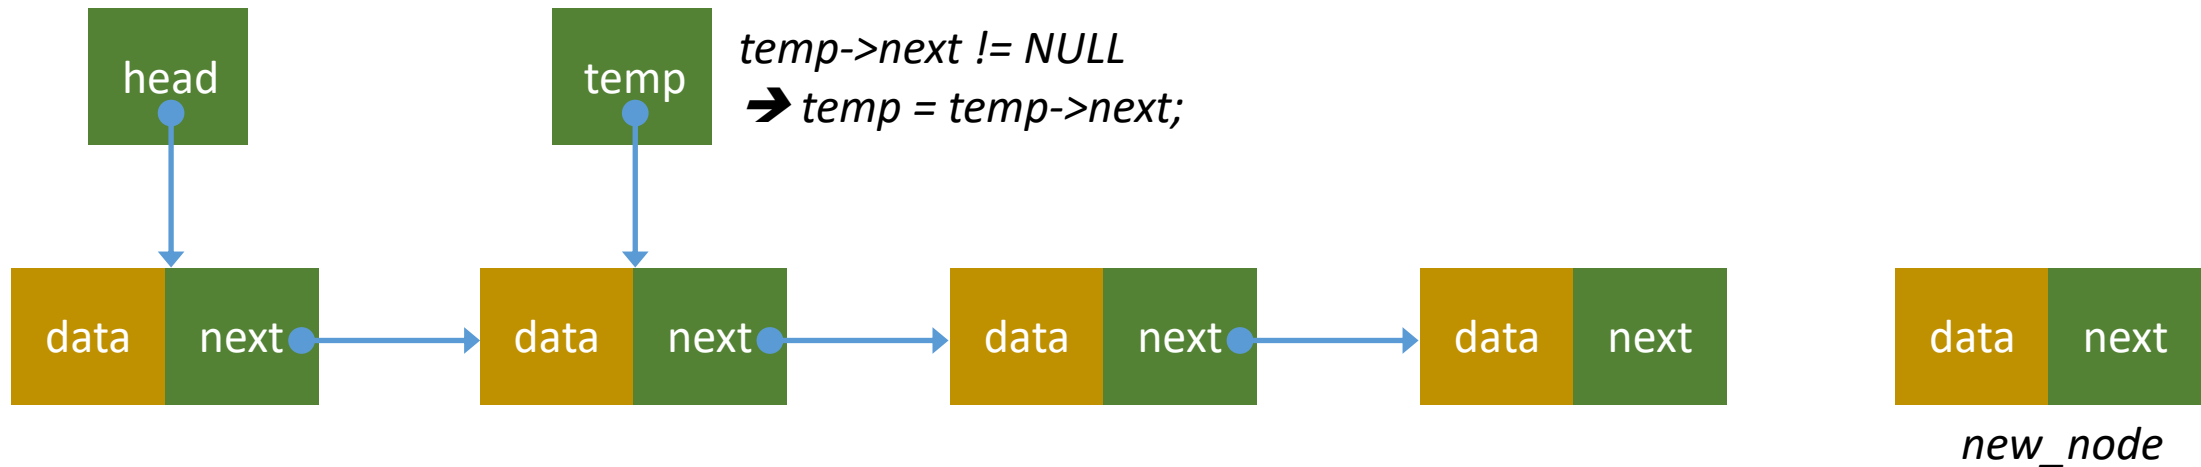 head
temp
temp->next != NULL
➔ temp = temp->next;
data next data next data next data next data next
new_node